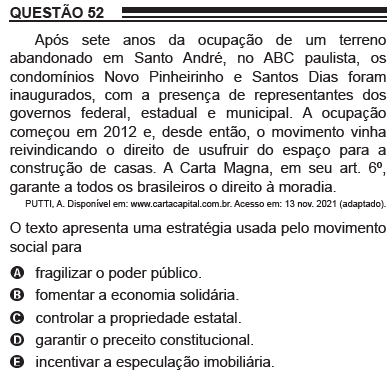 QUESTÃO 52
Após sete anos da ocupação de um terreno
abandonado em Santo André, no ABC paulista, os
condomínios Novo Pinheirinho e Santos Dias foram
inaugurados, com a presença de representantes dos
governos federal, estadual e municipal. A ocupação
começou em 2012 e, desde então, o movimento vinha
reivindicando o direito de usufruir do espaço para a
construção de casas. A Carta Magna, em seu art. 6º,
garante a todos os brasileiros o direito à moradia.
PUTTI, A. Disponível em: www.cartacapital.com.br. Acesso em: 13 nov. 2021 (adaptado).
O texto apresenta uma estratégia usada pelo movimento
social para
A fragilizar o poder público.
B fomentar a economia solidária.
C controlar a propriedade estatal.
D garantir o preceito constitucional.
E incentivar a especulação imobiliária.